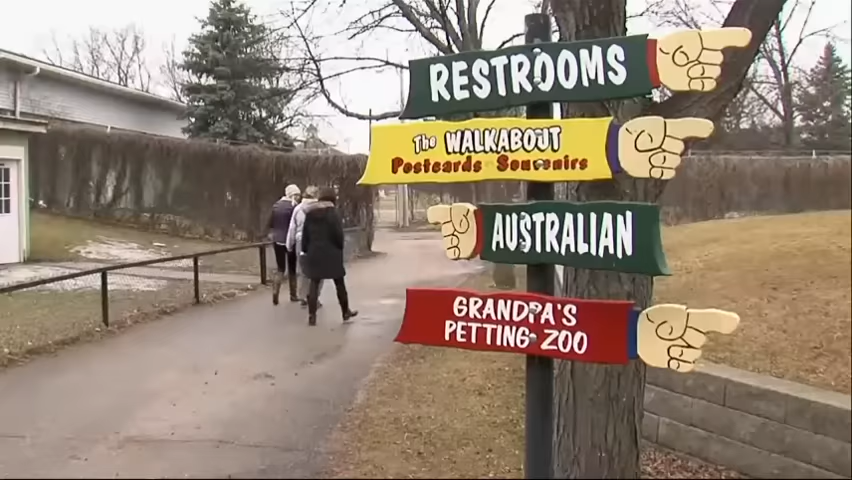 RESTROOMS
The WALKABOUT
Postcards Souvenirs
AUSTRALIAN
GRANDPA'S
PETTING ZOO